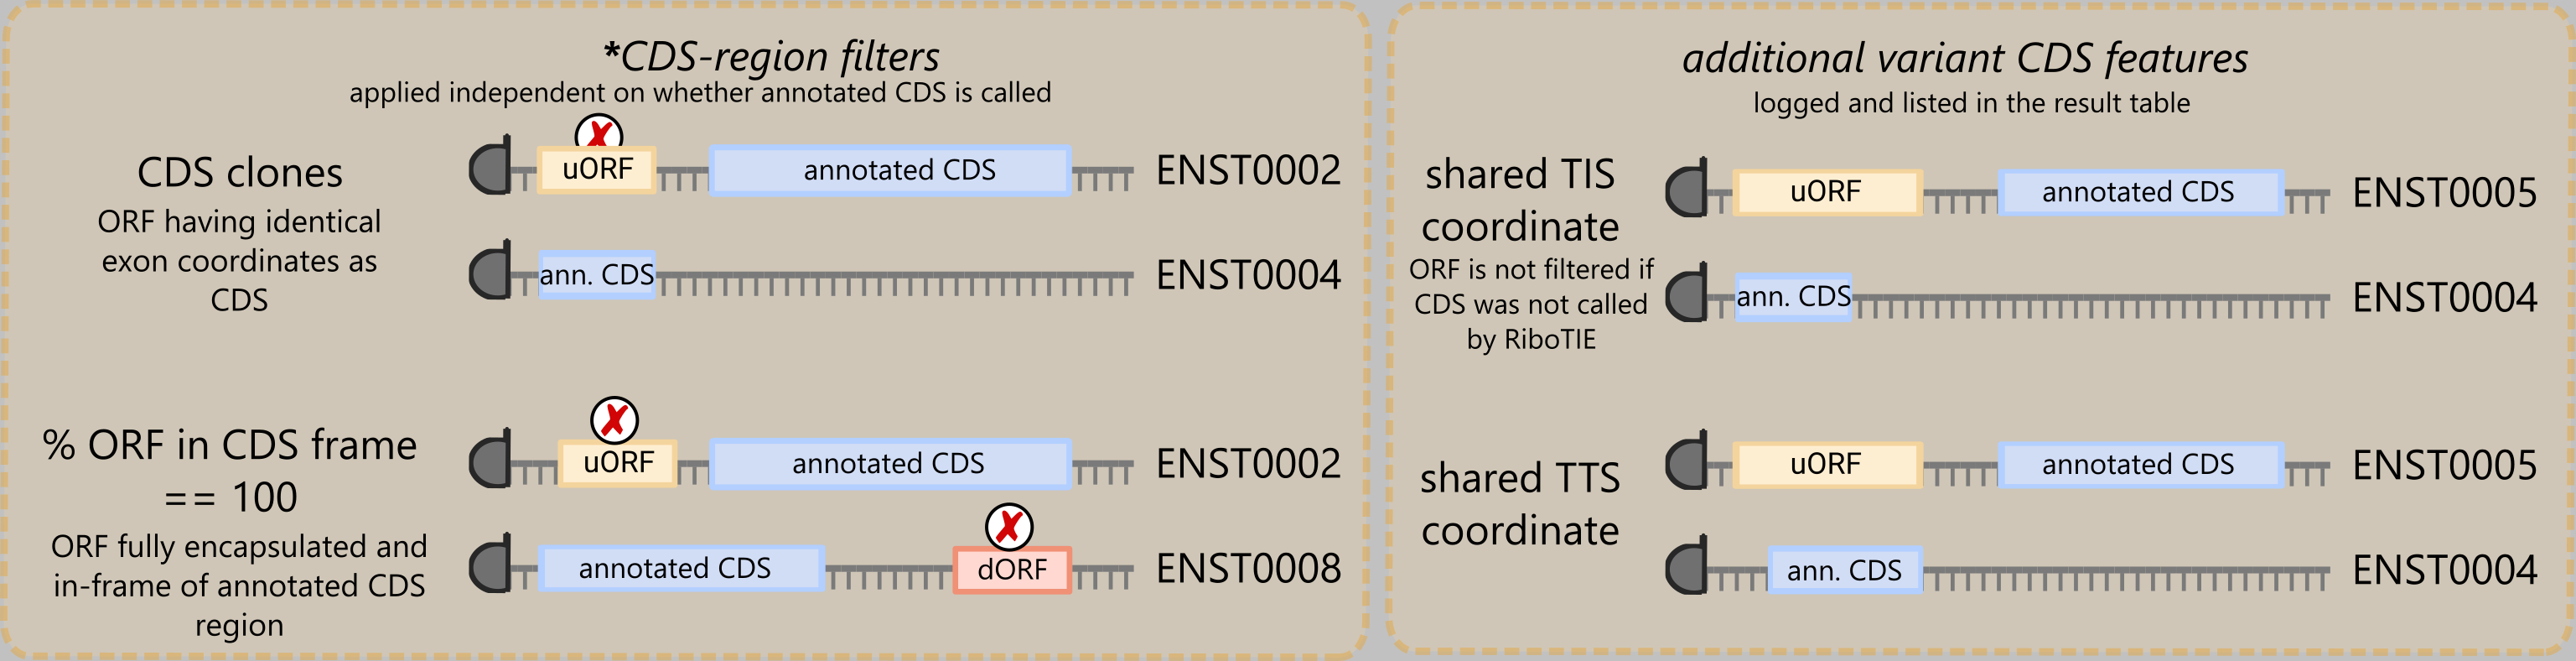 *CDS-region filters
applied independent on whether annotated CDS is called
CDS clones
ORF having identical
exon coordinates as
CDS
uORF
annotated CDS
ENST0002
ann. CDS
ENST0004
% ORF in CDS frame
== 100
ORF fully encapsulated and
in-frame of annotated CDS
region
uORF
annotated CDS
ENST0002
annotated CDS
dORF
ENST0008
additional variant CDS features
logged and listed in the result table
shared TIS
coordinate
ORF is not filtered if
CDS was not called
by RiboTIE
uORF
annotated CDS
ENST0005
ann. CDS
ENST0004
shared TTS
coordinate
uORF
annotated CDS
ENST0005
ann. CDS
ENST0004